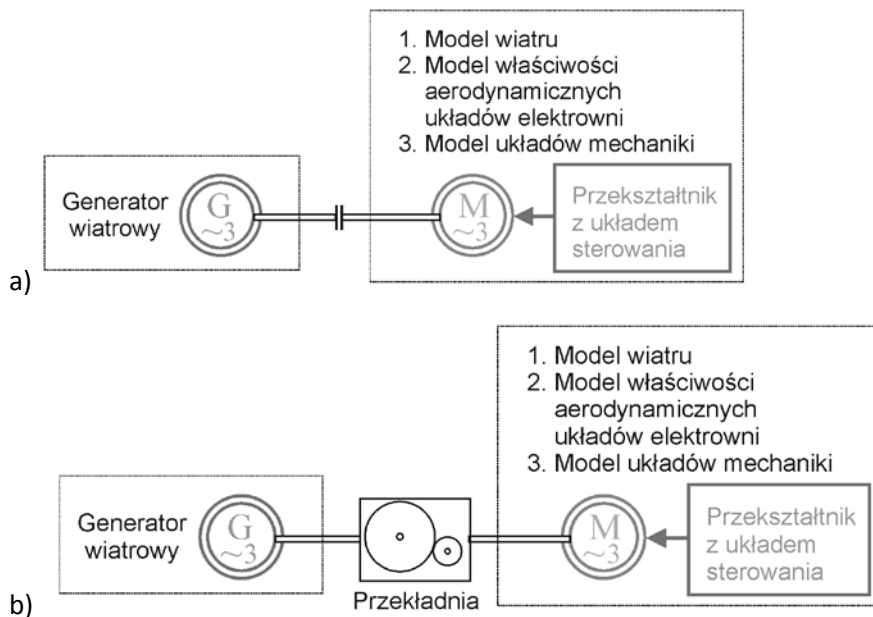 1. Model wiatru
2. Model właściwości
aerodynamicznych
układów elektrowni
3. Model układów mechaniki
Generator
wiatrowy
G
~3
M
~3
Przekształtnik
z układem
sterowania
a)
1. Model wiatru
2. Model właściwości
aerodynamicznych
układów elektrowni
3. Model układów mechaniki
Generator
wiatrowy
G
~3
M
~3
Przekształtnik
z układem
sterowania
Przekładnia
b)